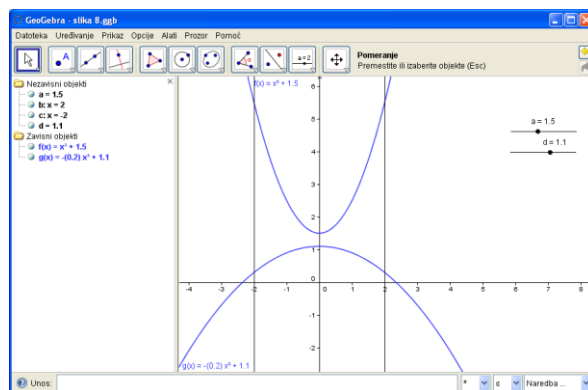 GeoGebra - slika 8.ggb
Datoteka Uređivanje Prikaz Opcije Alati Prozor Pomoć
A
a=2
Pomeranje
Premestite ili izaberite objekte (Esc)
Nezavisni objekti
a = 1.5
b: x = 2
c: x = -2
d = 1.1
Zavisni objekti
f(x) = x² + 1.5
g(x) = -(0.2) x² + 1.1
f(x) = x² + 1.5
a = 1.5
d = 1.1
6
5
4
3
2
1
0
-4 -3 -2 -1 0 1 2 3 4 5 6 7 8
-1
-2
g(x) = -(0.2) x² + 1.1
Unos:
° α Naredba ...